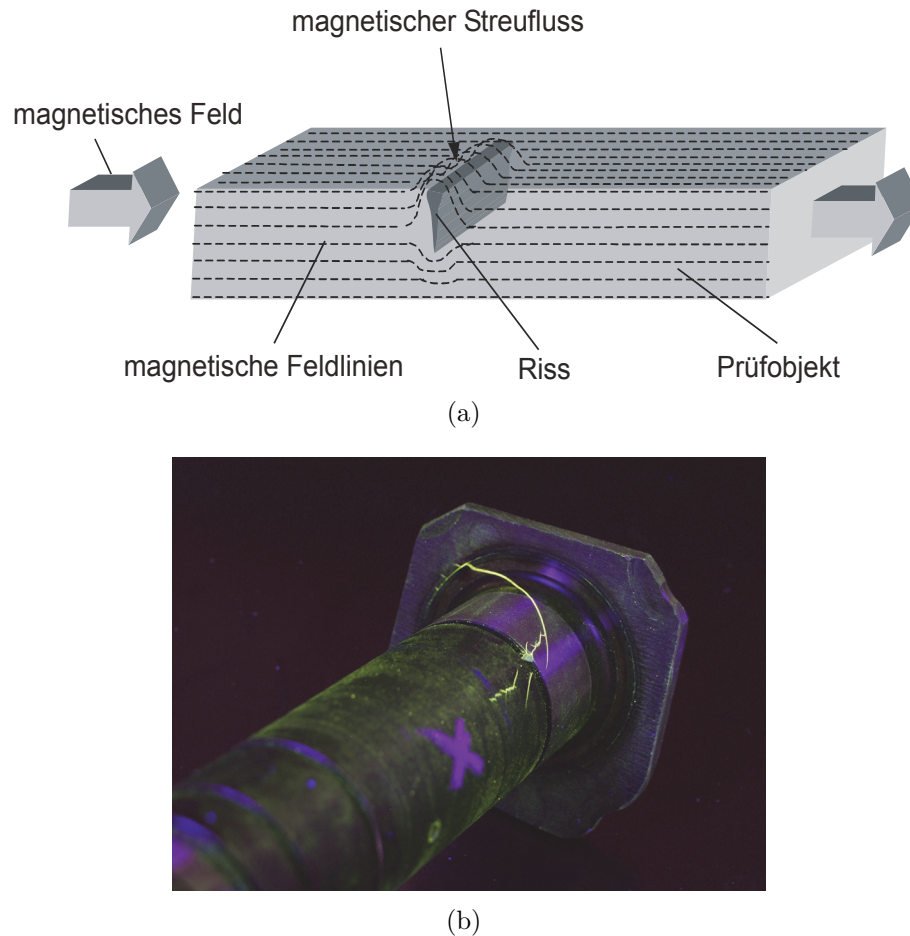 magnetischer Streufluss
magnetisches Feld
magnetische Feldlinien
Riss
Prüfobjekt
(a)
(b)